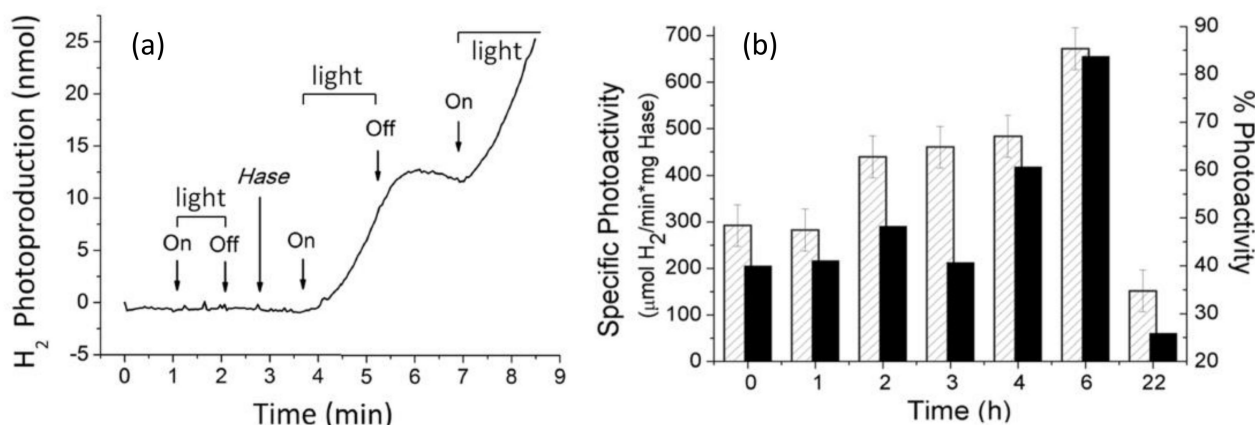 (a)
H₂ Photoproduction (nmol)
25
20
15
10
5
0
-5
light
On
Off
Hase
light
On
Off
light
On
0 1 2 3 4 5 6 7 8 9
Time (min)
(b)
Specific Photoactivity
(µmol H₂/min*mg Hase)
700
600
500
400
300
200
100
0
90
80
70
60
50
40
30
20
% Photoactivity
0 1 2 3 4 6 22
Time (h)